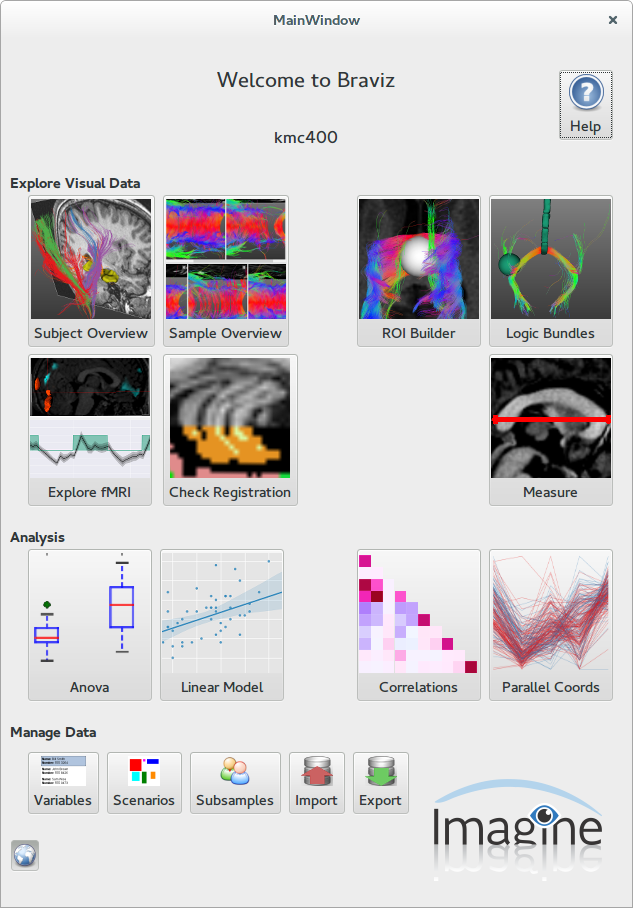 MainWindow
Welcome to Braviz
kmc400
Help
Explore Visual Data
Subject Overview
Sample Overview
ROI Builder
Logic Bundles
Explore fMRI
Check Registration
Measure
Analysis
Anova
Linear Model
Correlations
Parallel Coords
Manage Data
Variables
Scenarios
Subsamples
Import
Export
Imagine